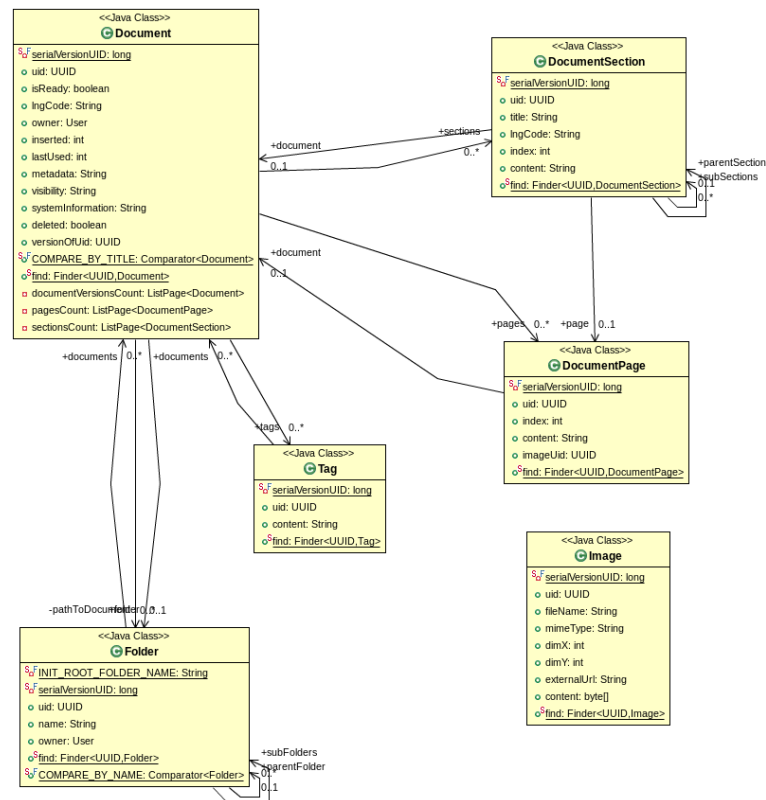 <<Java Class>>
Document
serialVersionUID: long
uid: UUID
isReady: boolean
lngCode: String
owner: User
inserted: int
lastUsed: int
metadata: String
visibility: String
systemInformation: String
deleted: boolean
versionOfUid: UUID
COMPARE_BY_TITLE: Comparator<Document>
find: Finder<UUID,Document>
documentVersionsCount: ListPage<Document>
pagesCount: ListPage<DocumentPage>
sectionsCount: ListPage<DocumentSection>
<<Java Class>>
DocumentSection
serialVersionUID: long
uid: UUID
title: String
lngCode: String
index: int
content: String
find: Finder<UUID,DocumentSection>
+document
0..1
+sections
0..*
+parentSection
+subSections
0..1
0..*
+document
0..1
+pages
0..*
+page
0..1
<<Java Class>>
DocumentPage
serialVersionUID: long
uid: UUID
index: int
content: String
imageUid: UUID
find: Finder<UUID,DocumentPage>
+documents
0..*
+documents
0..*
+tags
0..*
<<Java Class>>
Tag
serialVersionUID: long
uid: UUID
content: String
find: Finder<UUID,Tag>
<<Java Class>>
Image
serialVersionUID: long
uid: UUID
fileName: String
mimeType: String
dimX: int
dimY: int
externalUrl: String
content: byte[]
find: Finder<UUID,Image>
0..1
<<Java Class>>
Folder
INIT_ROOT_FOLDER_NAME: String
serialVersionUID: long
uid: UUID
name: String
owner: User
find: Finder<UUID,Folder>
COMPARE_BY_NAME: Comparator<Folder>
+subFolders
+parentFolder
0..1